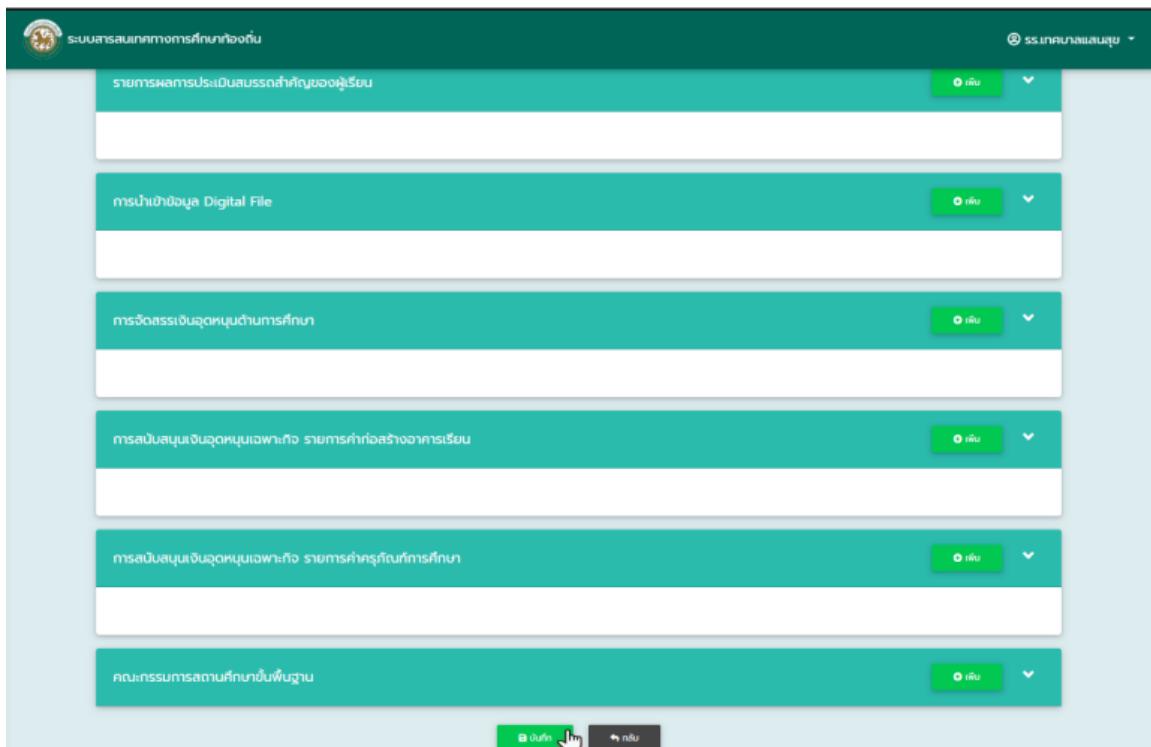 ระบบสารสนเทศทางการศึกษาท้องถิ่น
รร.เทศบาลแสนสุข
รายการผลการประเมินสมรรถสำคัญของผู้เรียน
เพิ่ม
การนำเข้าข้อมูล Digital File
เพิ่ม
การจัดสรรเงินอุดหนุนด้านการศึกษา
เพิ่ม
การสนับสนุนเงินอุดหนุนเฉพาะกิจ รายการค่าก่อสร้างอาคารเรียน
เพิ่ม
การสนับสนุนเงินอุดหนุนเฉพาะกิจ รายการค่าครุภัณฑ์การศึกษา
เพิ่ม
คณะกรรมการสถานศึกษาขั้นพื้นฐาน
เพิ่ม
บันทึก
กลับ